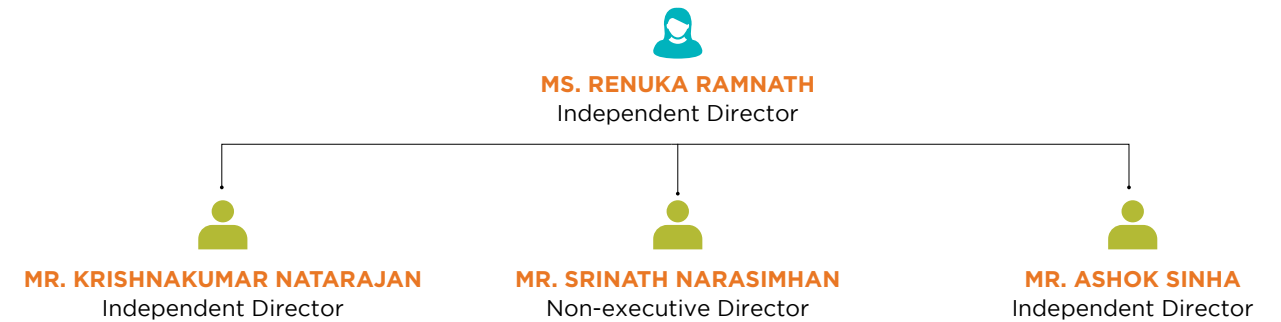 MS. RENUKA RAMNATH
Independent Director
MR. KRISHNAKUMAR NATARAJAN
Independent Director
MR. SRINATH NARASIMHAN
Non-executive Director
MR. ASHOK SINHA
Independent Director